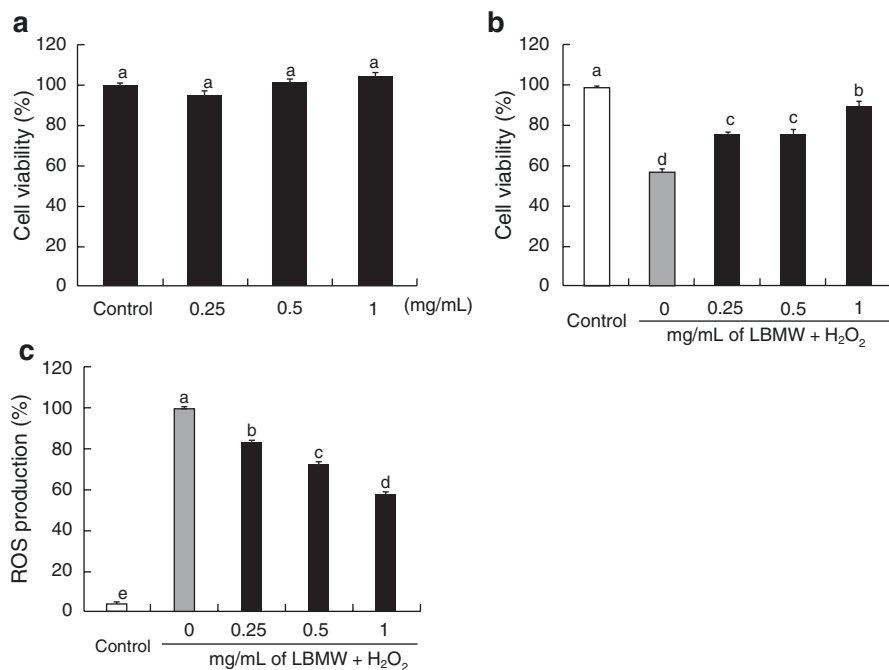 a
Cell viability (%)
120
100
80
60
40
20
0
a
a
a
a
Control 0.25 0.5 1 (mg/mL)
b
Cell viability (%)
120
100
80
60
40
20
0
a
d
c
c
b
Control
0 0.25 0.5 1
mg/mL of LBMW + H₂O₂
c
ROS production (%)
120
100
80
60
40
20
0
e
a
b
c
d
Control
0 0.25 0.5 1
mg/mL of LBMW + H₂O₂